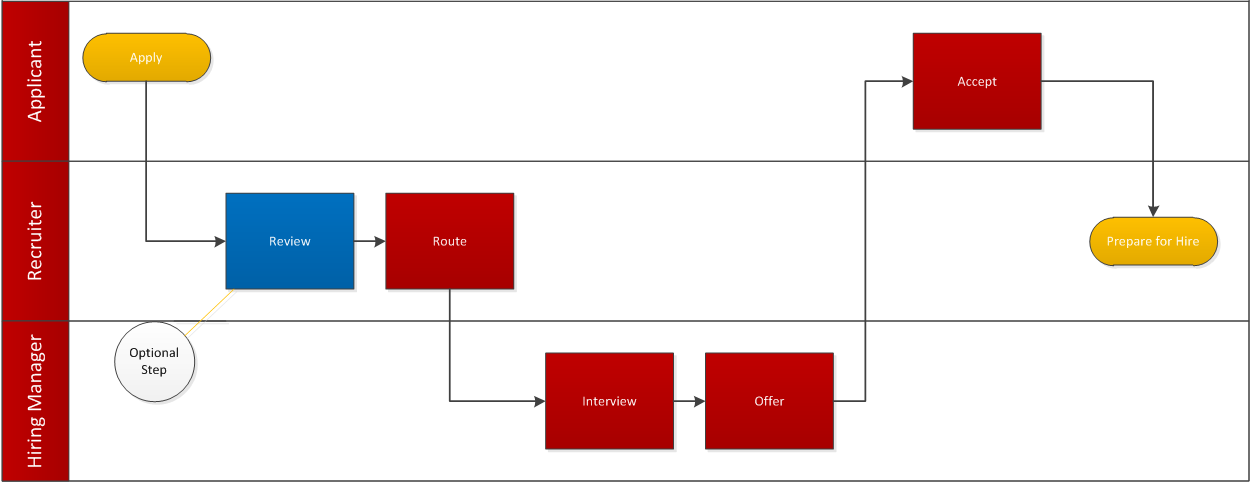 Applicant
Apply
Accept
Recruiter
Review
Route
Prepare for Hire
Hiring Manager
Optional
Step
Interview
Offer